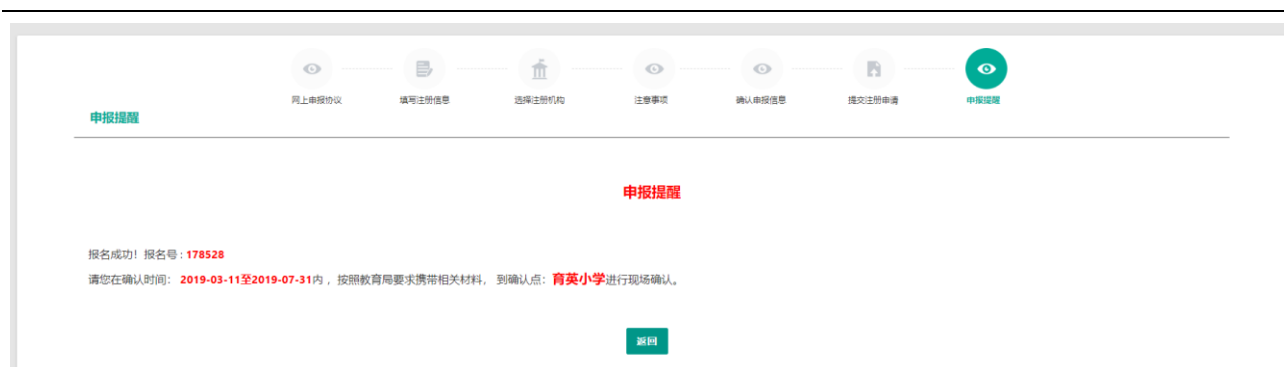 网上申报协议 填写注册信息 选择注册机构 注意事项 确认申报信息 提交注册申请 申报提醒
申报提醒
申报提醒
报名成功！报名号：178528
请您在确认时间： 2019-03-11至2019-07-31内，按照教育局要求携带相关材料， 到确认点：育英小学进行现场确认。
返回